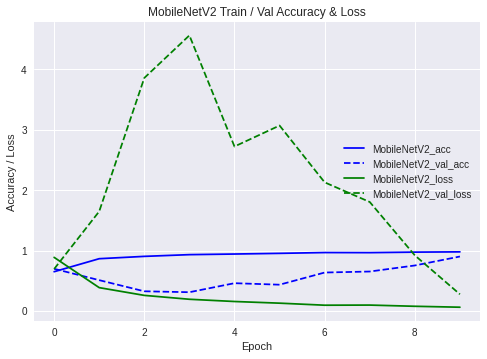 MobileNetV2 Train / Val Accuracy & Loss
Accuracy / Loss
4
3
2
1
0
MobileNetV2_acc
MobileNetV2_val_acc
MobileNetV2_loss
MobileNetV2_val_loss
0 2 4 6 8
Epoch